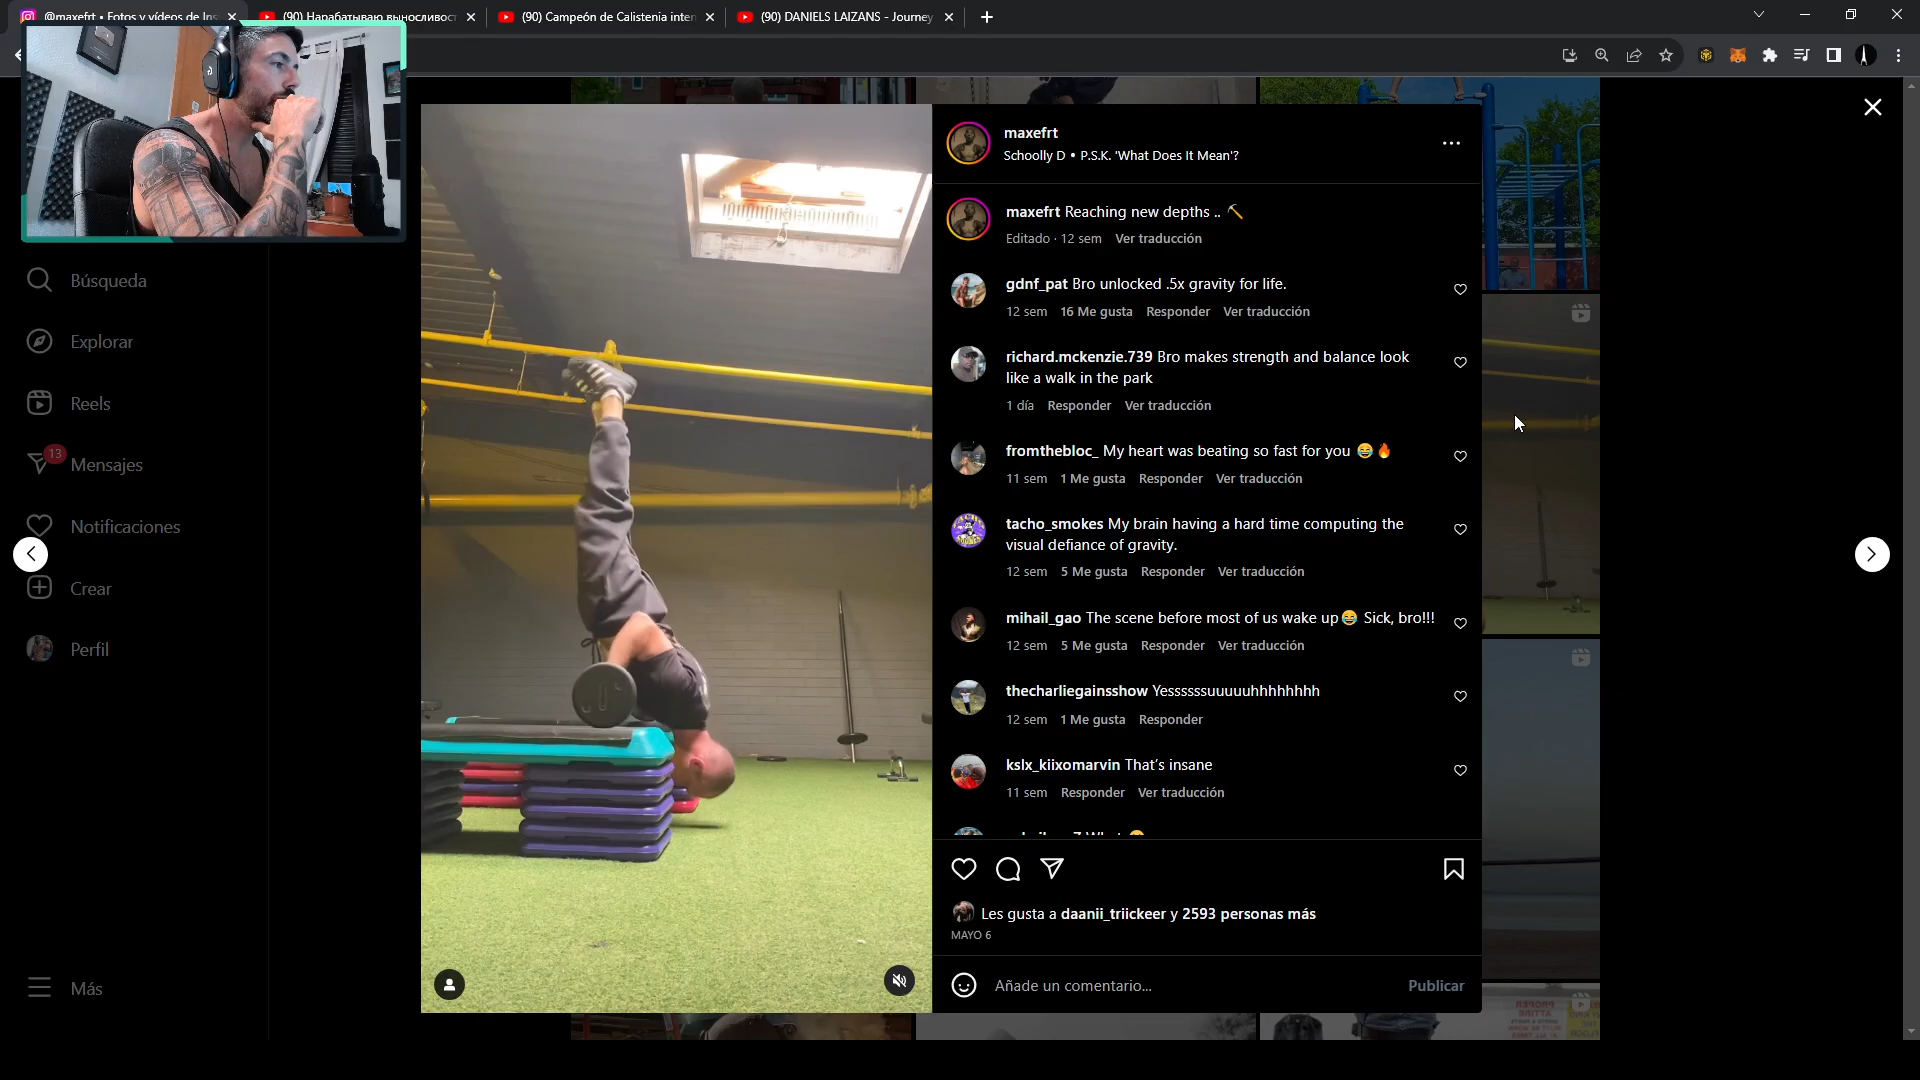 @maxefrt • Fotos y vídeos de Ins
(90) Нарабатываю выносливост
(90) Campeón de Calistenia inter
(90) DANIELS LAIZANS - Journey
maxefrt
Schoolly D • P.S.K. 'What Does It Mean'?
maxefrt Reaching new depths ..
Editado · 12 sem Ver traducción
gdnf_pat Bro unlocked .5x gravity for life.
12 sem 16 Me gusta Responder Ver traducción
richard.mckenzie.739 Bro makes strength and balance look
like a walk in the park
1 día Responder Ver traducción
fromthebloc_ My heart was beating so fast for you 😂🔥
11 sem 1 Me gusta Responder Ver traducción
tacho_smokes My brain having a hard time computing the
visual defiance of gravity.
12 sem 5 Me gusta Responder Ver traducción
mihail_gao The scene before most of us wake up😂 Sick, bro!!!
12 sem 5 Me gusta Responder Ver traducción
thecharliegainsshow Yessssssuuuuuhhhhhhhh
12 sem 1 Me gusta Responder
kslx_kiixomarvin That's insane
11 sem Responder Ver traducción
Les gusta a daanii_triickeer y 2593 personas más
MAYO 6
Añade un comentario...
Publicar
Búsqueda
Explorar
Reels
13
Mensajes
Notificaciones
Crear
Perfil
Más